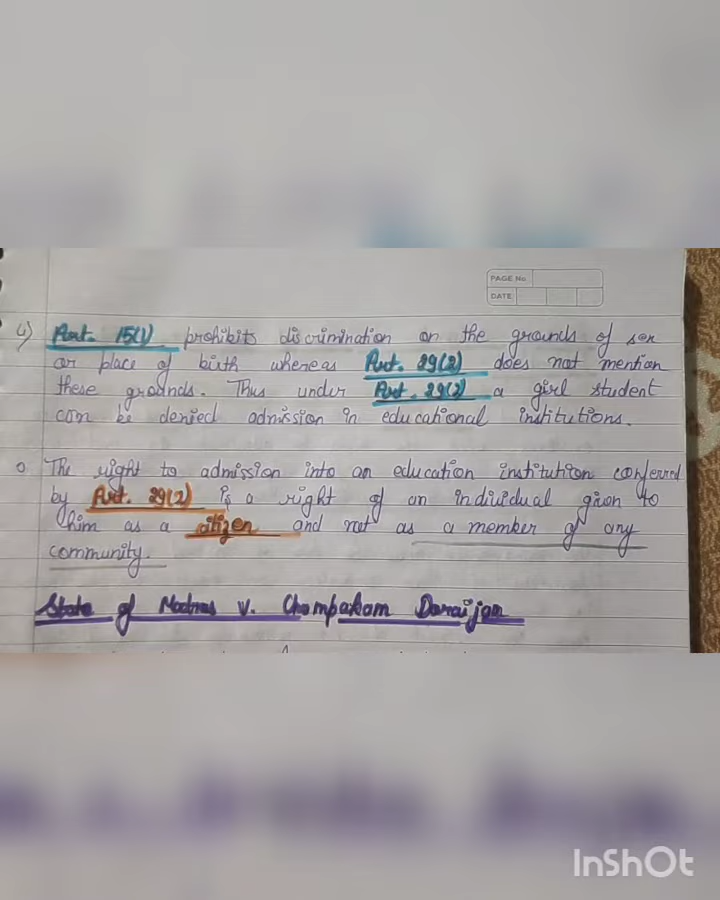 PAGE No
DATE
4) Art. 15(1) prohibits discrimination on the grounds of sex
or place of birth whereas Art. 29(2) does not mention
these grounds. Thus under Art. 29(2) a girl student
can be denied admission in educational institutions.
The right to admission into an education institution conferred
by Art. 29(2) is a right of an individual given to
him as a citizen and not as a member of any
community.
State of Madras v. Champakam Doraijan
InShOt